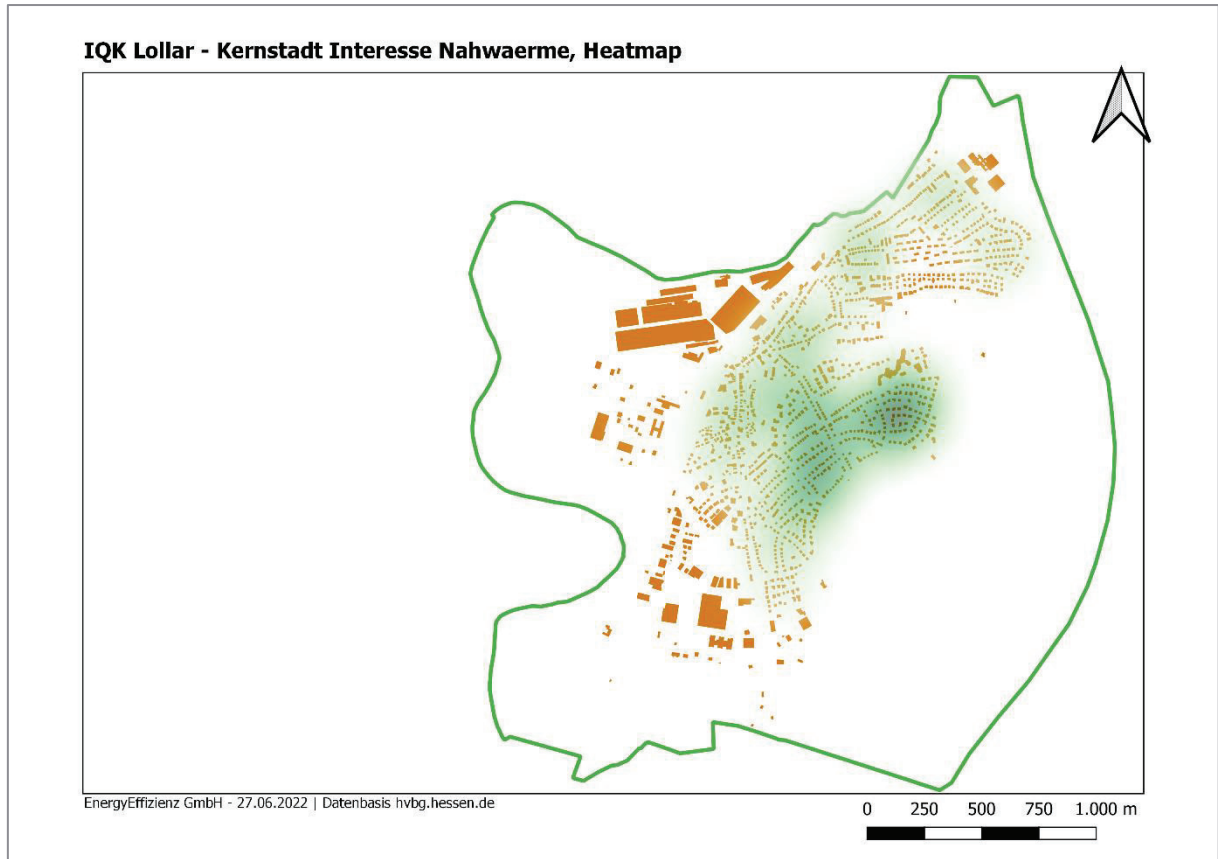 IQK Lollar - Kernstadt Interesse Nahwaerme, Heatmap
EnergyEffizienz GmbH - 27.06.2022 | Datenbasis hvbg.hessen.de
0 250 500 750 1.000 m